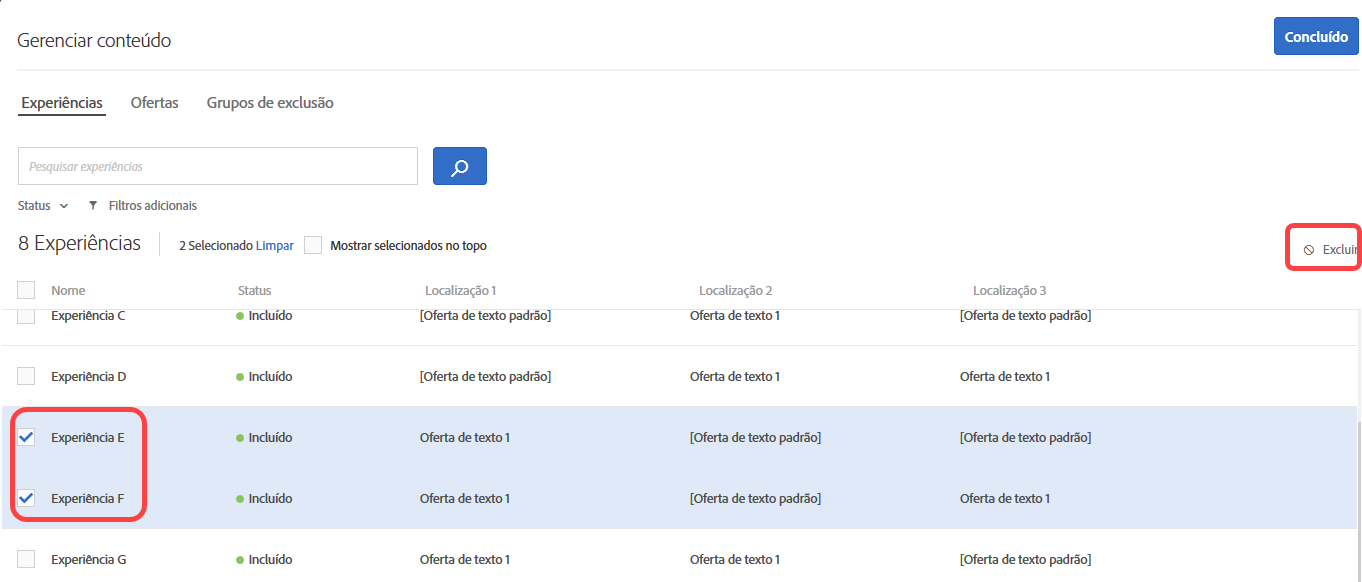 Gerenciar conteúdo
Concluído
Experiências Ofertas Grupos de exclusão
Pesquisar experiências
Status Filtros adicionais
8 Experiências 2 Selecionado Limpar Mostrar selecionados no topo
Excluir
Nome Status Localização 1 Localização 2 Localização 3
Experiência C Incluído [Oferta de texto padrão] Oferta de texto 1 [Oferta de texto padrão]
Experiência D Incluído [Oferta de texto padrão] Oferta de texto 1 Oferta de texto 1
Experiência E Incluído Oferta de texto 1 [Oferta de texto padrão] [Oferta de texto padrão]
Experiência F Incluído Oferta de texto 1 [Oferta de texto padrão] Oferta de texto 1
Experiência G Incluído Oferta de texto 1 Oferta de texto 1 [Oferta de texto padrão]